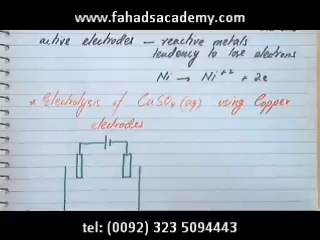 www.fahadsacademy.com
active electrodes — reactive metals
tendency to lose electrons
Ni → Ni⁺² + 2e
* Electrolysis of CuSO4 (aq) using Copper
electrodes
tel: (0092) 323 5094443